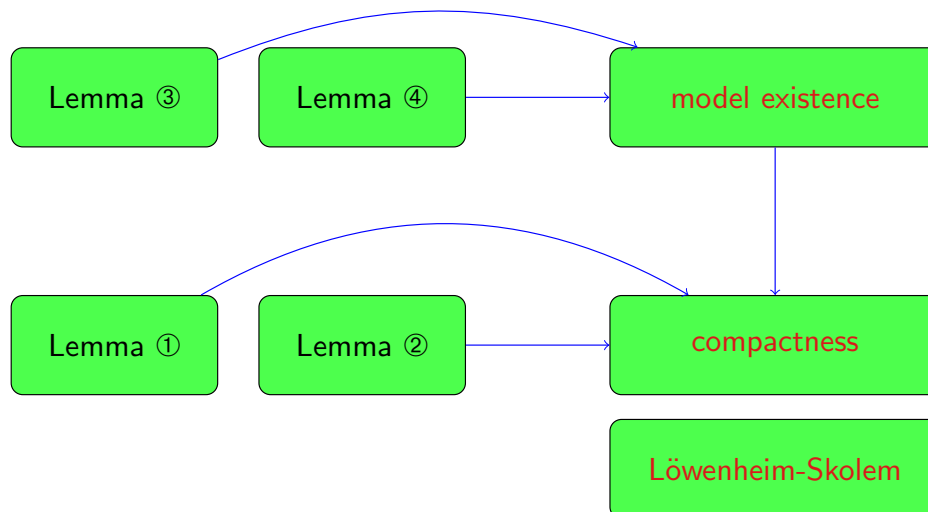 Lemma ③
Lemma ④
model existence
Lemma ①
Lemma ②
compactness
Löwenheim-Skolem